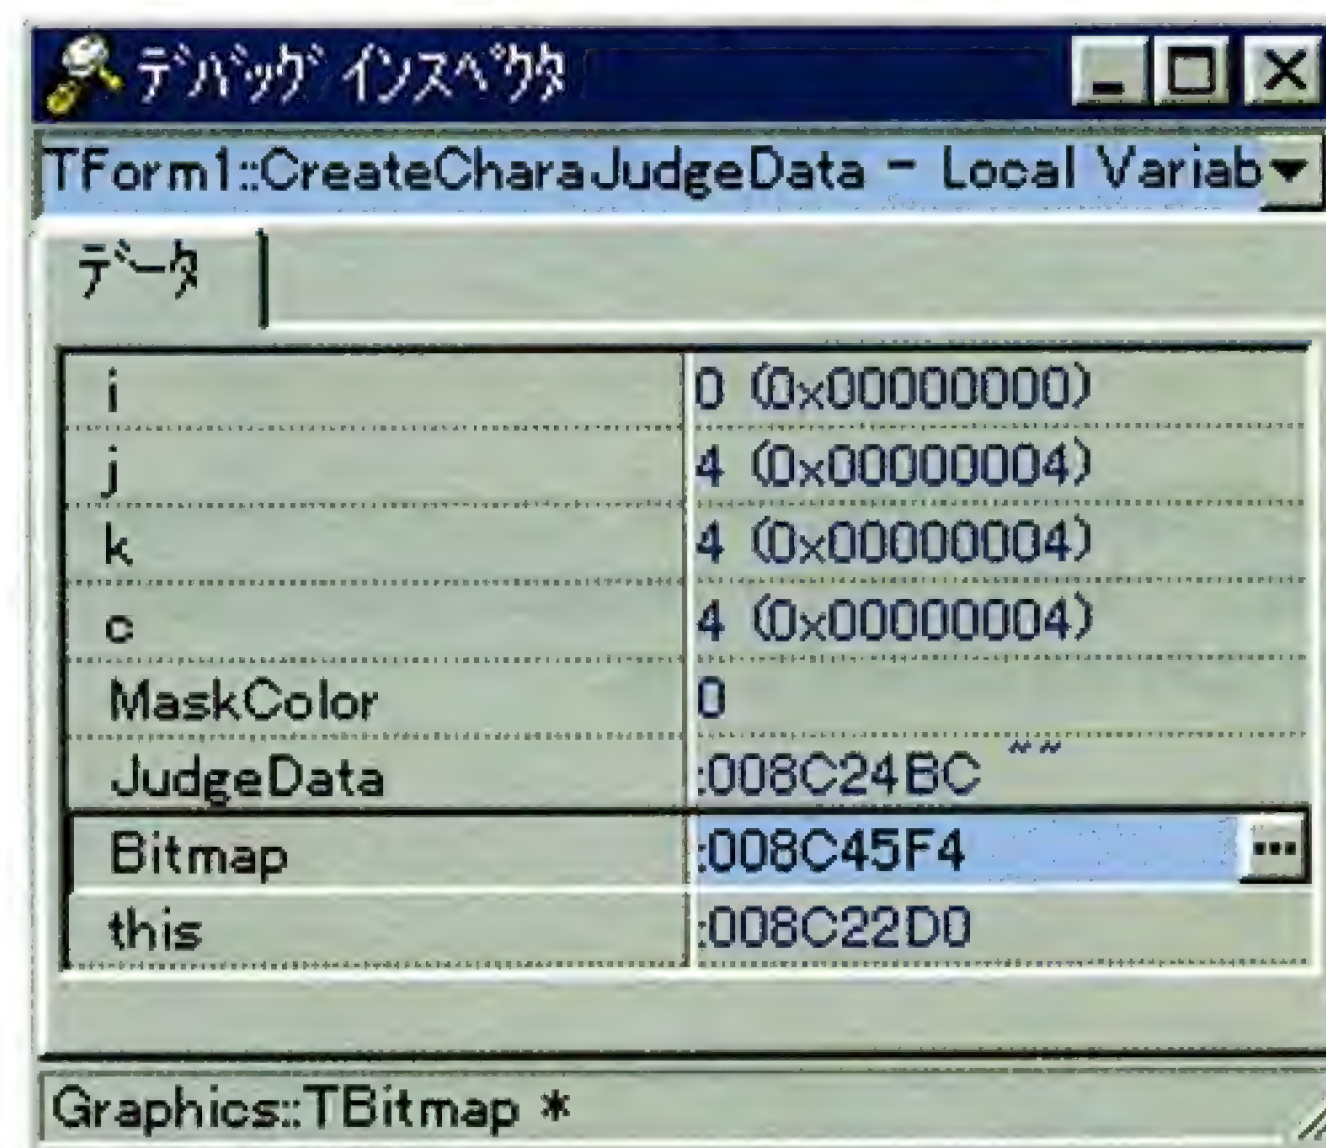 デバッグ インスペクタ
TForm1::CreateCharaJudgeData - Local Variab
データ
i 0 (0x00000000)
j 4 (0x00000004)
k 4 (0x00000004)
c 4 (0x00000004)
MaskColor 0
JudgeData :008C24BC ""
Bitmap :008C45F4 ...
this :008C22D0
Graphics::TBitmap *